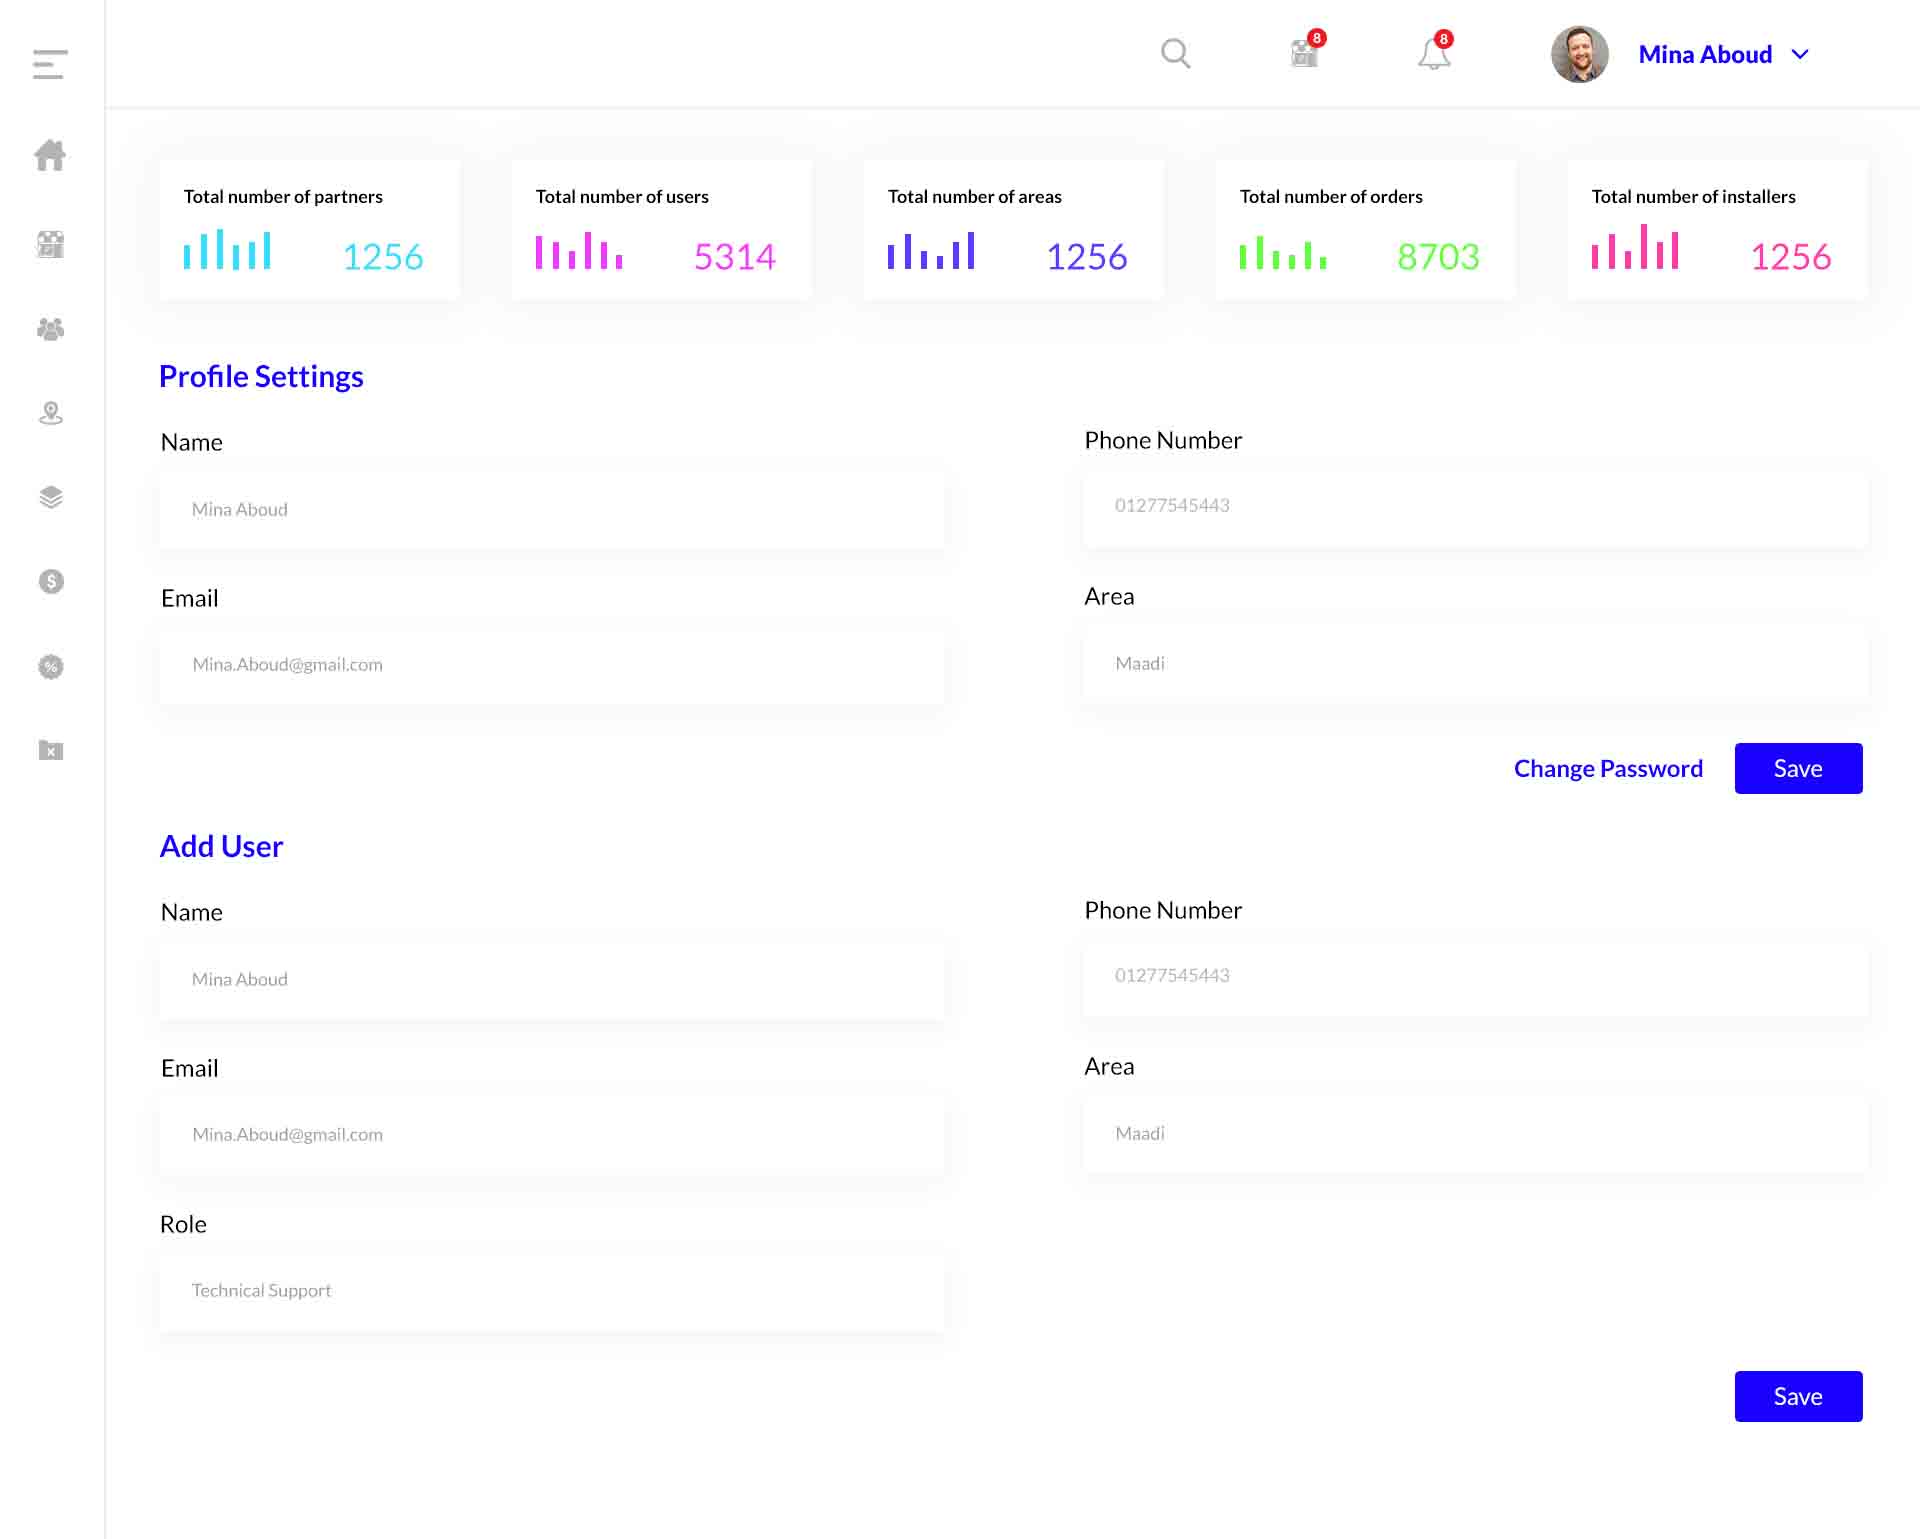 8
8
Mina Aboud
Total number of partners
1256
Total number of users
5314
Total number of areas
1256
Total number of orders
8703
Total number of installers
1256
Profile Settings
Name
Phone Number
Mina Aboud
01277545443
Email
Area
Mina.Aboud@gmail.com
Maadi
Change Password
Save
Add User
Name
Phone Number
Mina Aboud
01277545443
Email
Area
Mina.Aboud@gmail.com
Maadi
Role
Technical Support
Save